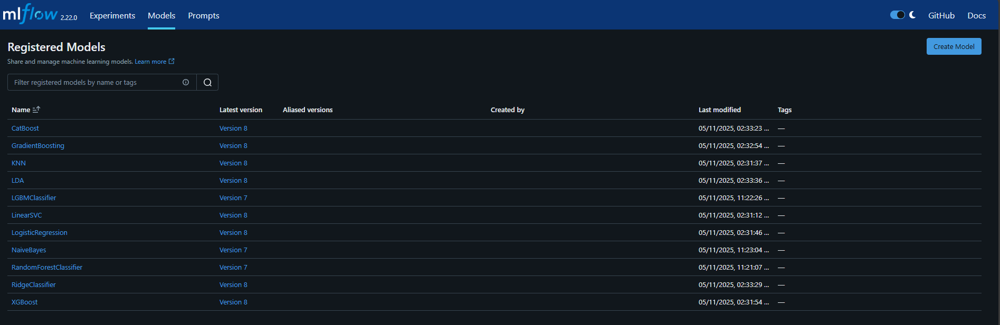 mlflow 2.22.0 Experiments Models Prompts GitHub Docs
Registered Models
Create Model
Share and manage machine learning models. Learn more
Filter registered models by name or tags
Name Latest version Aliased versions Created by Last modified Tags
CatBoost Version 8 05/11/2025, 02:33:23 ... —
GradientBoosting Version 8 05/11/2025, 02:32:54 ... —
KNN Version 8 05/11/2025, 02:31:37 ... —
LDA Version 8 05/11/2025, 02:33:36 ... —
LGBMClassifier Version 7 05/11/2025, 11:22:26 ... —
LinearSVC Version 8 05/11/2025, 02:31:12 ... —
LogisticRegression Version 8 05/11/2025, 02:31:46 ... —
NaiveBayes Version 7 05/11/2025, 11:23:04 ... —
RandomForestClassifier Version 7 05/11/2025, 11:21:07 ... —
RidgeClassifier Version 8 05/11/2025, 02:33:29 ... —
XGBoost Version 8 05/11/2025, 02:31:54 ... —